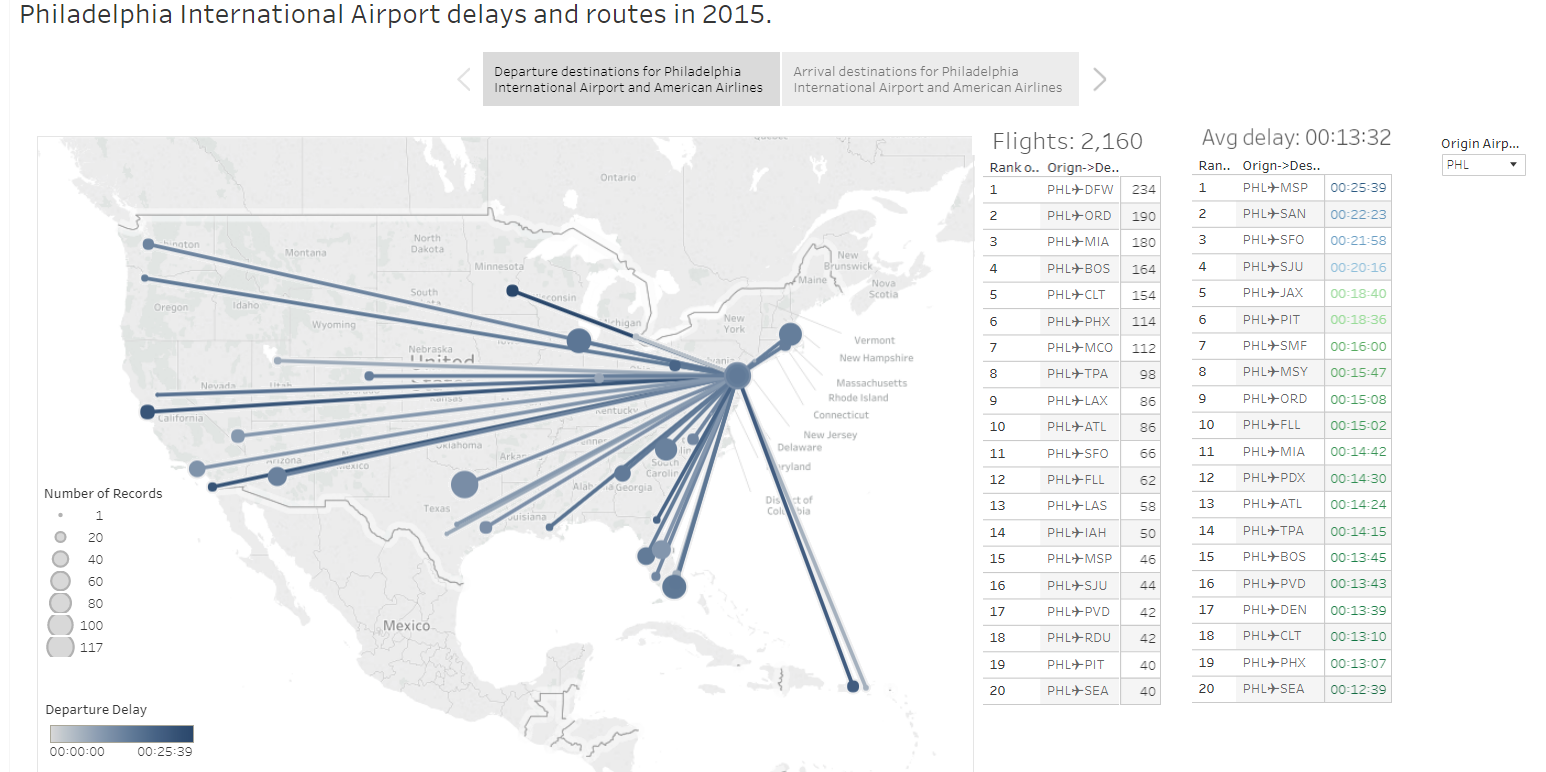 Philadelphia International Airport delays and routes in 2015.
Departure destinations for Philadelphia
International Airport and American Airlines
Arrival destinations for Philadelphia
International Airport and American Airlines
Ontario
North
Dakota
Montana
Minnesota
New
Brunswick
Maine
Nova
Scotia
Oregon
Idaho
South
Wyoming
New
York
Nebraska
United
Nevada
Utah
Kansas
Kentucky
California
Oklahoma
Arizona
Texas
South
Georgia
Mexico
Vermont
New Hampshire
Massachusetts
Rhode Island
Connecticut
New Jersey
Delaware
District of
Columbia
Number of Records
1
20
40
60
80
100
117
Departure Delay
00:00:00 00:25:39
Flights: 2,160
Rank o.. Orign->De..
1 PHL✈DFW 234
2 PHL✈ORD 190
3 PHL✈MIA 180
4 PHL✈BOS 164
5 PHL✈CLT 154
6 PHL✈PHX 114
7 PHL✈MCO 112
8 PHL✈TPA 98
9 PHL✈LAX 86
10 PHL✈ATL 86
11 PHL✈SFO 66
12 PHL✈FLL 62
13 PHL✈LAS 58
14 PHL✈IAH 50
15 PHL✈MSP 46
16 PHL✈SJU 44
17 PHL✈PVD 42
18 PHL✈RDU 42
19 PHL✈PIT 40
20 PHL✈SEA 40
Avg delay: 00:13:32
Ran.. Orign->Des..
1 PHL✈MSP 00:25:39
2 PHL✈SAN 00:22:23
3 PHL✈SFO 00:21:58
4 PHL✈SJU 00:20:16
5 PHL✈JAX 00:18:40
6 PHL✈PIT 00:18:36
7 PHL✈SMF 00:16:00
8 PHL✈MSY 00:15:47
9 PHL✈ORD 00:15:08
10 PHL✈FLL 00:15:02
11 PHL✈MIA 00:14:42
12 PHL✈PDX 00:14:30
13 PHL✈ATL 00:14:24
14 PHL✈TPA 00:14:15
15 PHL✈BOS 00:13:45
16 PHL✈PVD 00:13:43
17 PHL✈DEN 00:13:39
18 PHL✈CLT 00:13:10
19 PHL✈PHX 00:13:07
20 PHL✈SEA 00:12:39
Origin Airp...
PHL